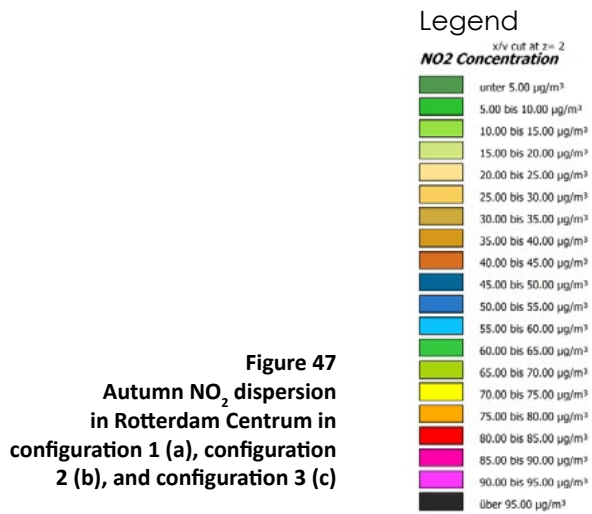 Legend
x/v cut at z= 2
NO2 Concentration
unter 5.00 µg/m³
5.00 bis 10.00 µg/m³
10.00 bis 15.00 µg/m³
15.00 bis 20.00 µg/m³
20.00 bis 25.00 µg/m³
25.00 bis 30.00 µg/m³
30.00 bis 35.00 µg/m³
35.00 bis 40.00 µg/m³
40.00 bis 45.00 µg/m³
45.00 bis 50.00 µg/m³
50.00 bis 55.00 µg/m³
55.00 bis 60.00 µg/m³
60.00 bis 65.00 µg/m³
65.00 bis 70.00 µg/m³
70.00 bis 75.00 µg/m³
75.00 bis 80.00 µg/m³
80.00 bis 85.00 µg/m³
85.00 bis 90.00 µg/m³
90.00 bis 95.00 µg/m³
über 95.00 µg/m³
Figure 47
Autumn NO₂ dispersion
in Rotterdam Centrum in
configuration 1 (a), configuration
2 (b), and configuration 3 (c)